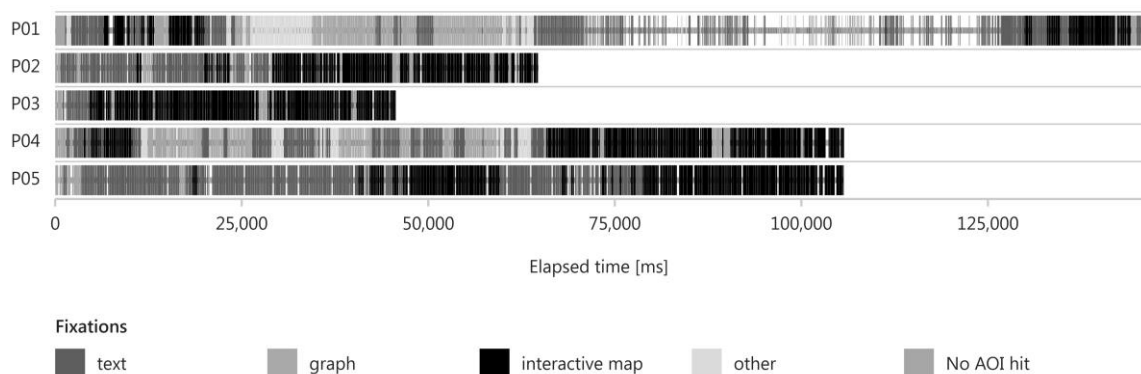 P01
P02
P03
P04
P05
0 25,000 50,000 75,000 100,000 125,000
Elapsed time [ms]
Fixations
text graph interactive map other No AOI hit